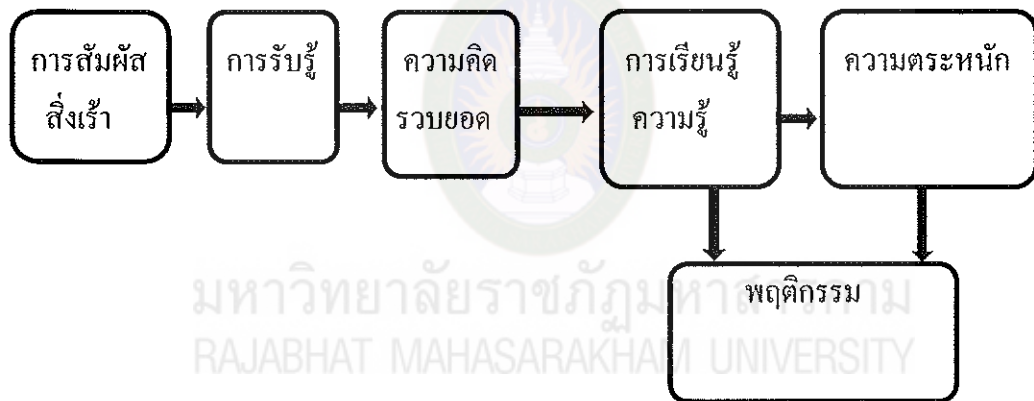 การสัมผัส
สิ่งเร้า
การรับรู้
ความคิด
รวบยอด
การเรียนรู้
ความรู้
ความตระหนัก
พฤติกรรม
มหาวิทยาลัยราชภัฏมหาสารคาม
RAJABHAT MAHASARAKHAM UNIVERSITY